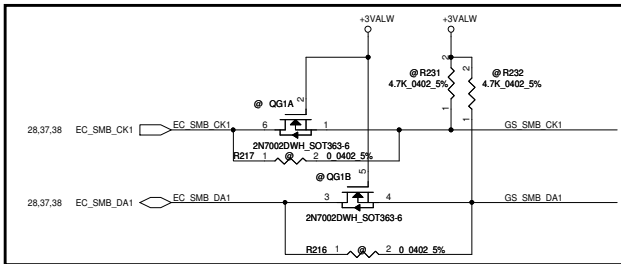 +3VALW +3VALW
2 2
@ R231 @ R232
4.7K_0402_5% 2 4.7K_0402_5%
@ QG1A 2
1 1
28,37,38 EC_SMB_CK1 EC_SMB_CK1 6 1 GS_SMB_CK1
2N7002DWH_SOT363-6
R217 1 @ 2 0_0402_5%
@ QG1B 5
28,37,38 EC_SMB_DA1 EC_SMB_DA1 3 4 GS_SMB_DA1
2N7002DWH_SOT363-6
R216 1 @ 2 0_0402_5%